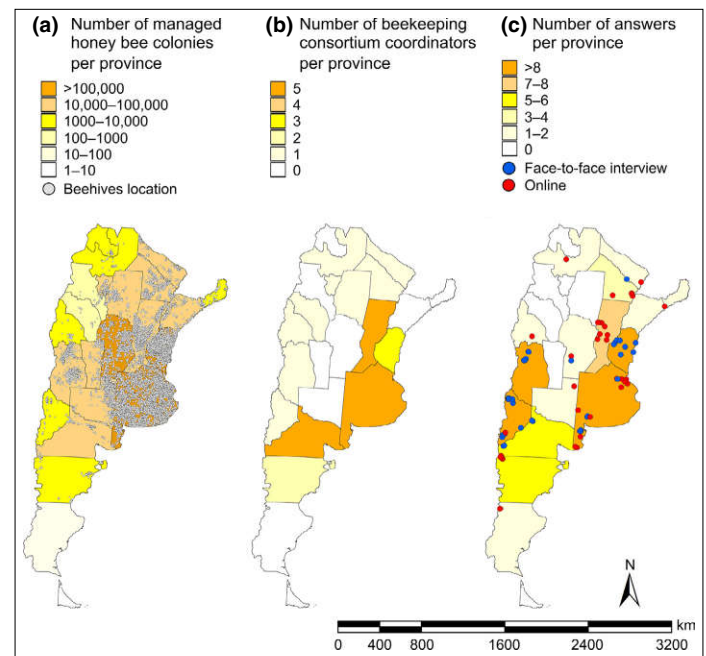 (a) Number of managed
honey bee colonies
per province
>100,000
10,000–100,000
1000–10,000
100–1000
10–100
1–10
Beehives location
(b) Number of beekeeping
consortium coordinators
per province
5
4
3
2
1
0
(c) Number of answers
per province
>8
7–8
5–6
3–4
1–2
0
Face-to-face interview
Online
N
km
0 400 800 1600 2400 3200